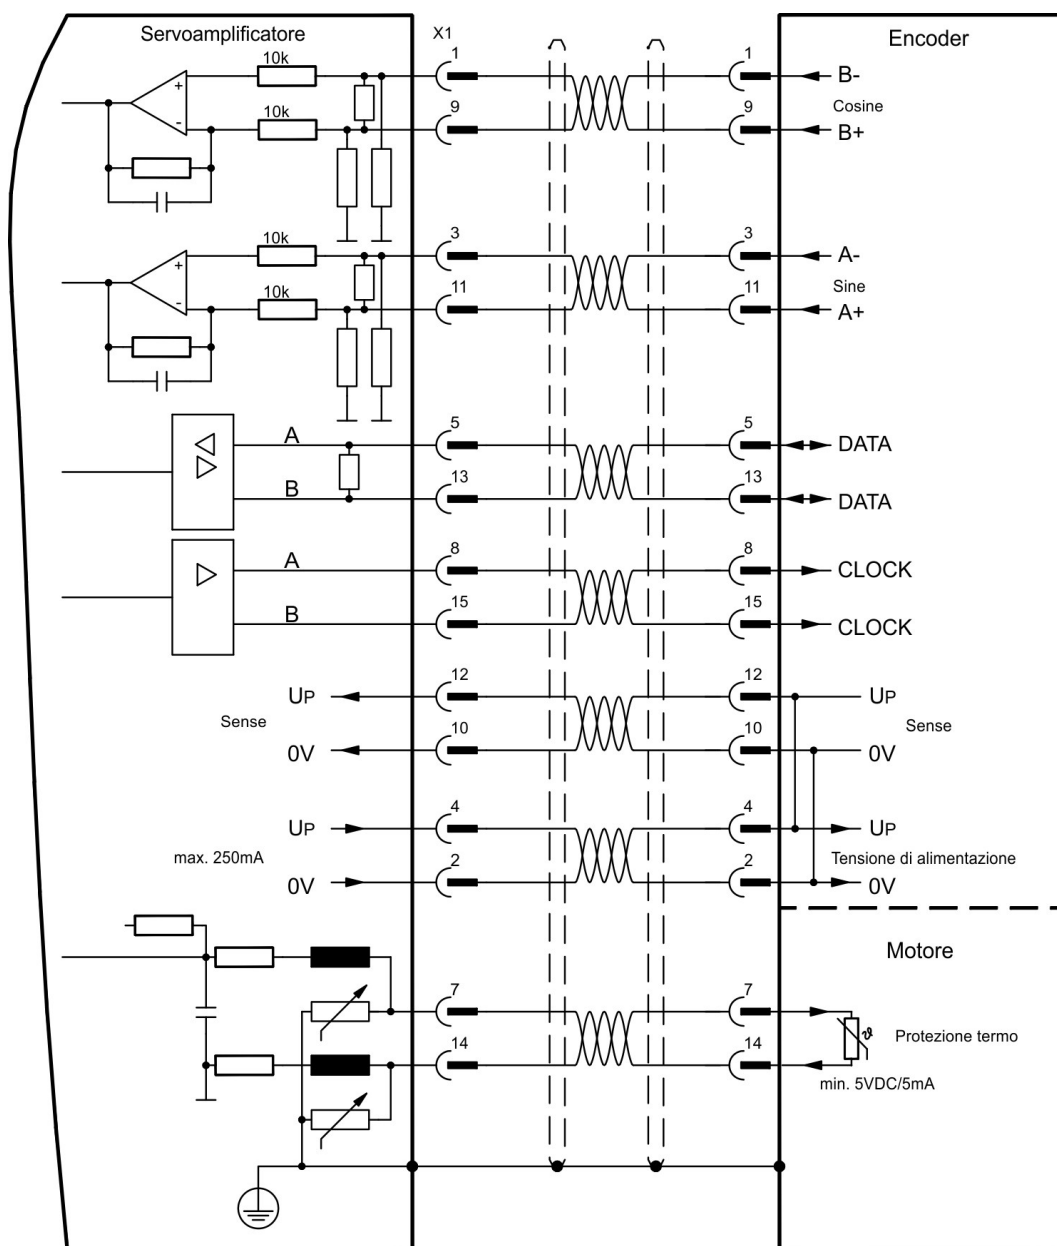 Servoamplificatore
X1
Encoder
10k
1
1
B-
+
Cosine
10k
9
9
B+
-
10k
3
3
A-
+
Sine
10k
11
11
A+
-
A
5
5
DATA
B
13
13
DATA
A
8
8
CLOCK
B
15
15
CLOCK
UP
12
12
UP
Sense
Sense
0V
10
10
0V
UP
4
4
UP
max. 250mA
Tensione di alimentazione
0V
2
2
0V
Motore
7
7
ϑ
Protezione termo
14
14
min. 5VDC/5mA